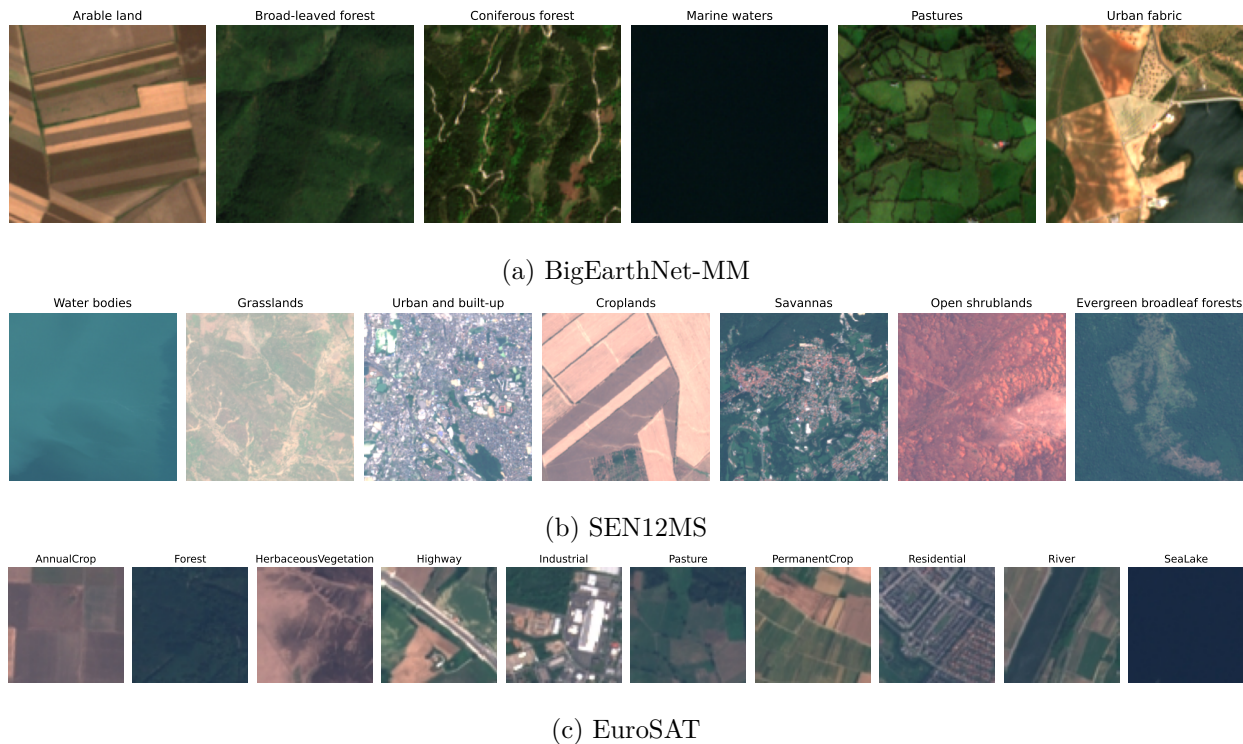 Arable land Broad-leaved forest Coniferous forest Marine waters Pastures Urban fabric
(a) BigEarthNet-MM
Water bodies Grasslands Urban and built-up Croplands Savannas Open shrublands Evergreen broadleaf forests
(b) SEN12MS
AnnualCrop Forest HerbaceousVegetation Highway Industrial Pasture PermanentCrop Residential River SeaLake
(c) EuroSAT